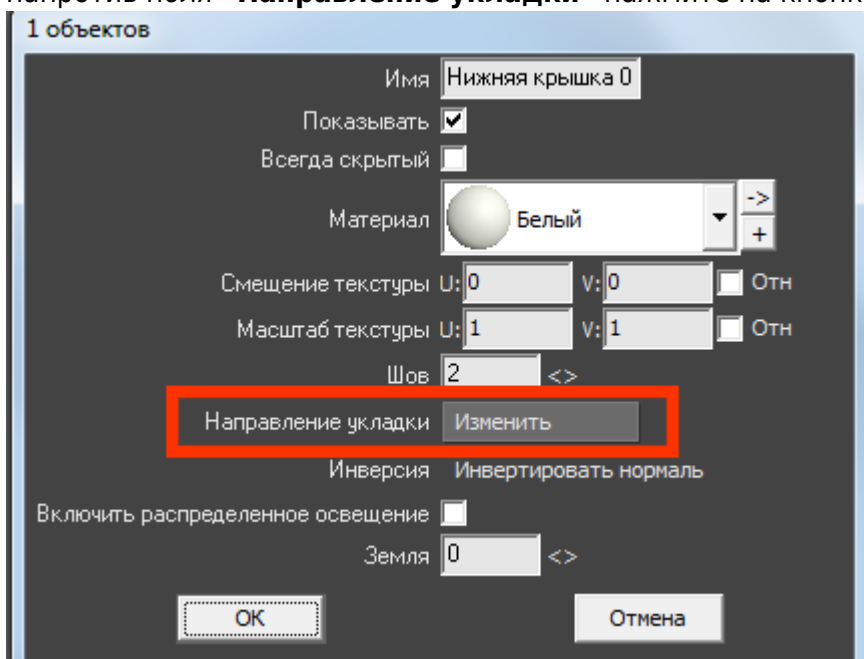 напротив поля "Направление укладки" нажмите на кнопк
1 объектов
Имя Нижняя крышка 0
Показывать
Всегда скрытый
Материал Белый ->
+
Смещение текстуры U: 0 V: 0 Отн
Масштаб текстуры U: 1 V: 1 Отн
Шов 2 <>
Направление укладки Изменить
Инверсия Инвертировать нормаль
Включить распределенное освещение
Земля 0 <>
OK Отмена